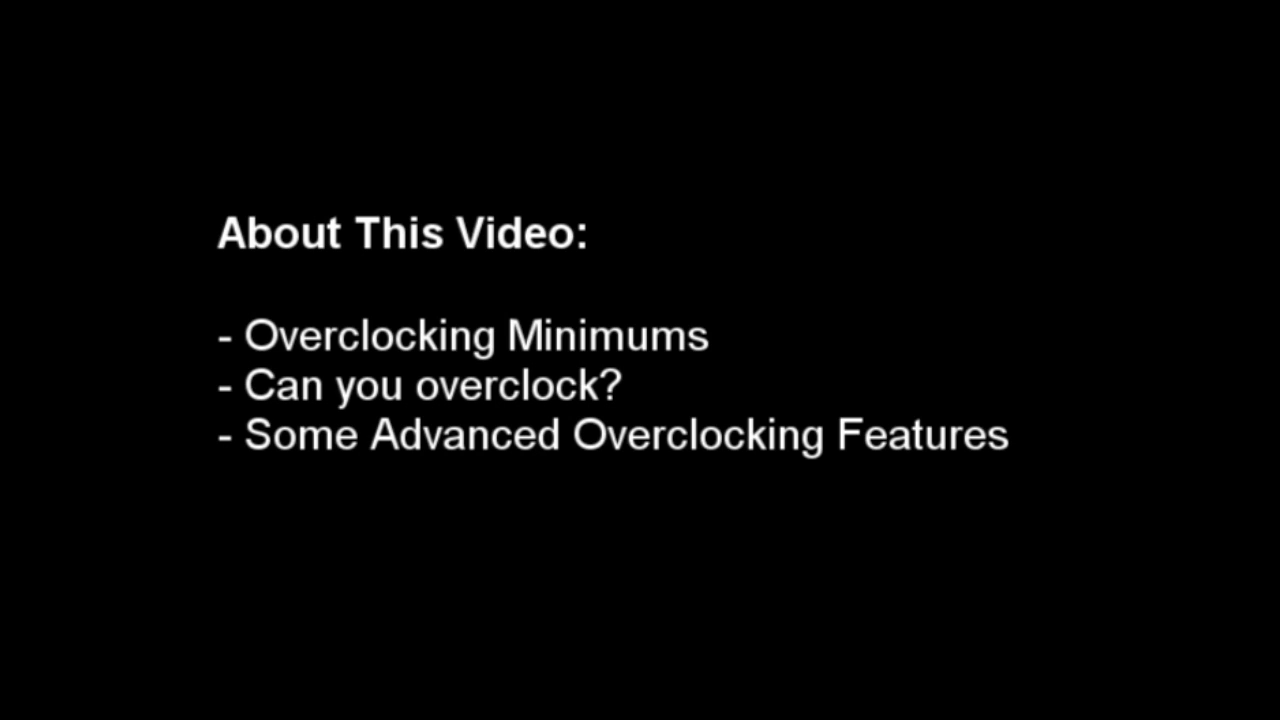 About This Video:
- Overclocking Minimums
- Can you overclock?
- Some Advanced Overclocking Features